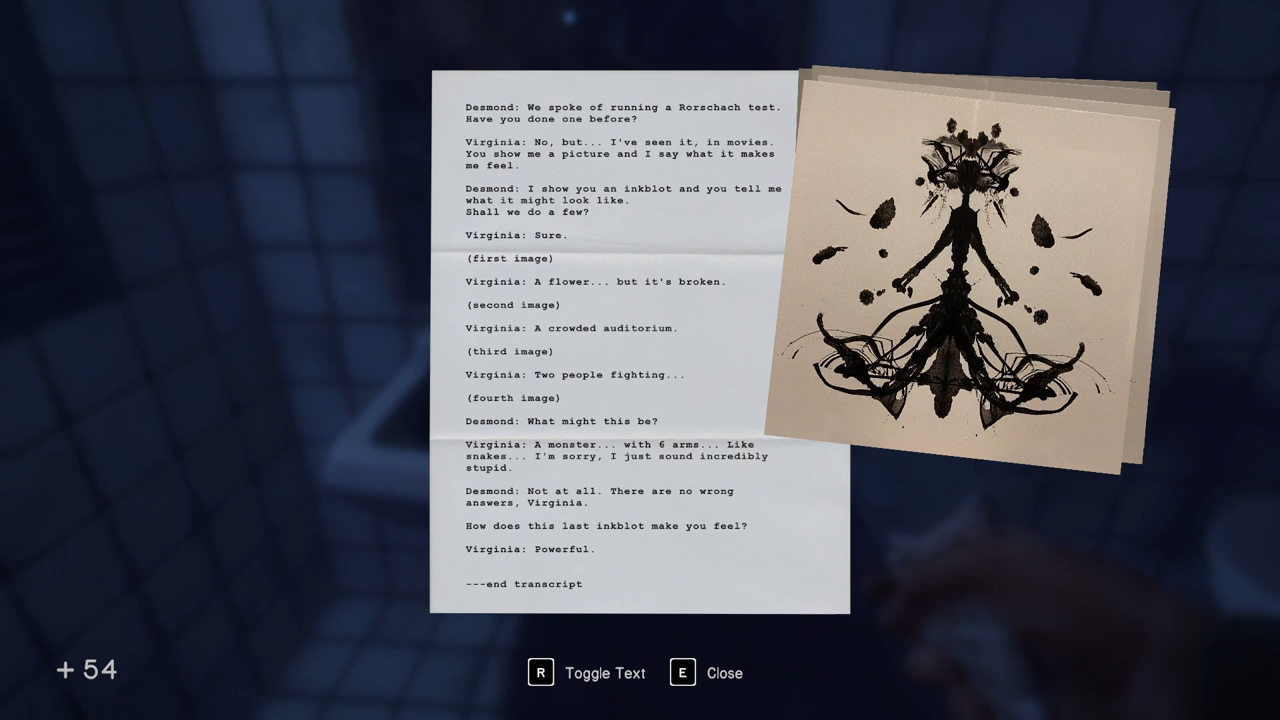 Desmond: We spoke of running a Rorschach test.
Have you done one before?
Virginia: No, but... I've seen it, in movies.
You show me a picture and I say what it makes
me feel.
Desmond: I show you an inkblot and you tell me
what it might look like.
Shall we do a few?
Virginia: Sure.
(first image)
Virginia: A flower... but it's broken.
(second image)
Virginia: A crowded auditorium.
(third image)
Virginia: Two people fighting...
(fourth image)
Desmond: What might this be?
Virginia: A monster... with 6 arms... Like
snakes... I'm sorry, I just sound incredibly
stupid.
Desmond: Not at all. There are no wrong
answers, Virginia.
How does this last inkblot make you feel?
Virginia: Powerful.
---end transcript
+ 54
R Toggle Text E Close